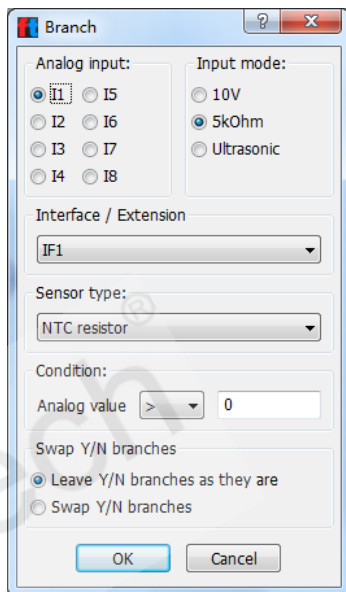 Branch
Analog input:
Input mode:
I1
I5
10V
I2
I6
5kOhm
I3
I7
Ultrasonic
I4
I8
Interface / Extension
IF1
Sensor type:
NTC resistor
Condition:
Analog value > 0
Swap Y/N branches
Leave Y/N branches as they are
Swap Y/N branches
OK
Cancel